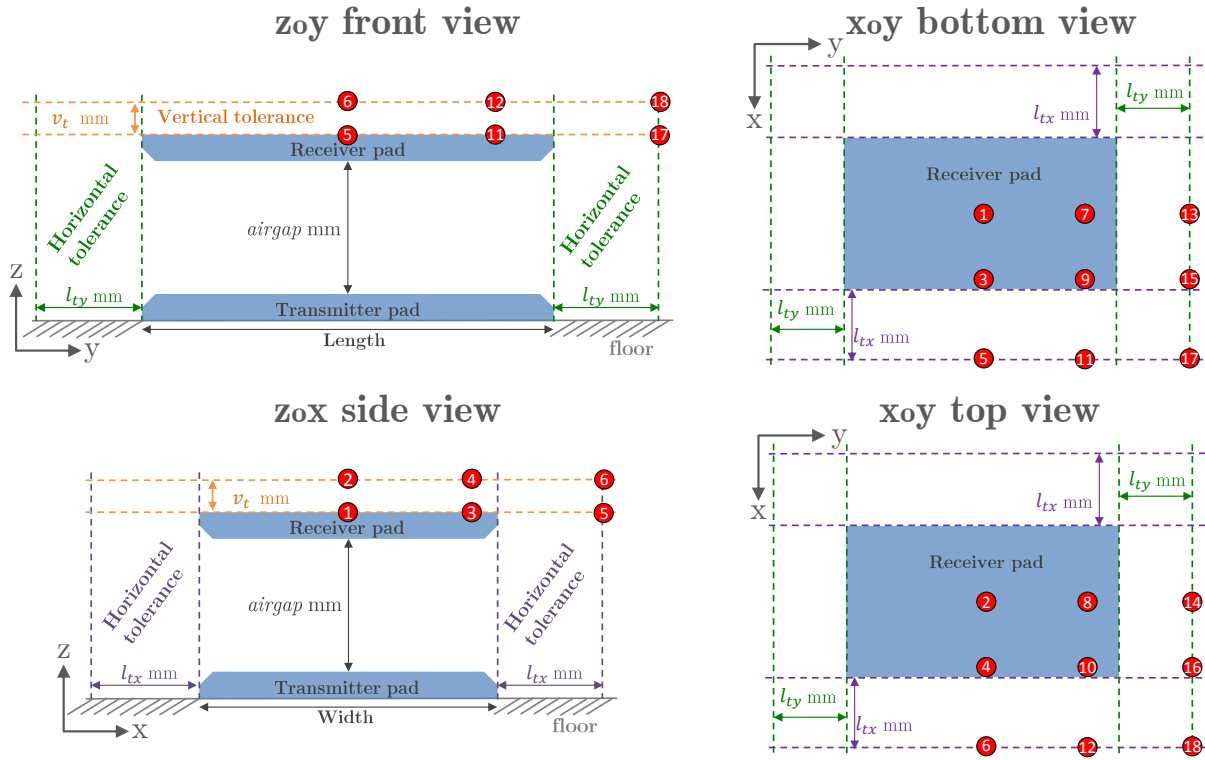 zoy front view
v_t mm
Vertical tolerance
6
12
18
5
11
17
Receiver pad
Horizontal
tolerance
airgap mm
Horizontal
tolerance
z
l_ty mm
Transmitter pad
l_ty mm
y
Length
floor
xoy bottom view
y
x
l_tx mm
l_ty mm
Receiver pad
1
7
13
3
9
15
l_ty mm
l_tx mm
5
11
17
zox side view
2
4
6
v_t mm
1
3
5
Receiver pad
Horizontal
tolerance
airgap mm
Horizontal
tolerance
z
l_tx mm
Transmitter pad
l_tx mm
x
Width
floor
xoy top view
y
x
l_tx mm
l_ty mm
Receiver pad
2
8
14
4
10
16
l_ty mm
l_tx mm
6
12
18